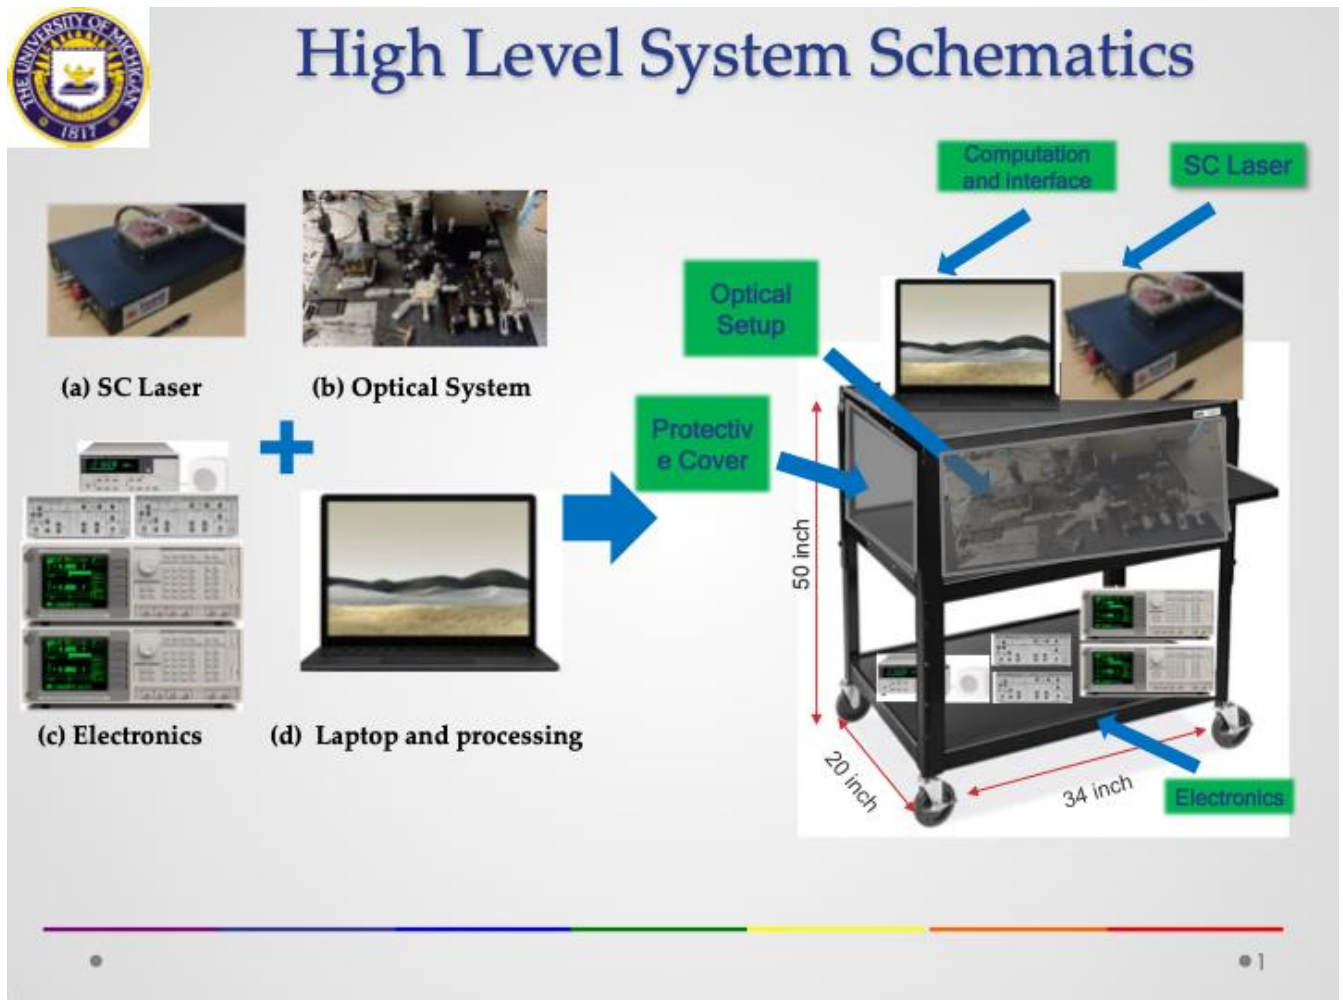 THE UNIVERSITY OF MICHIGAN
1817
High Level System Schematics
(a) SC Laser
(b) Optical System
(c) Electronics
(d) Laptop and processing
Computation
and interface
SC Laser
Optical
Setup
Protectiv
e Cover
50 inch
20 inch
34 inch
Electronics
1